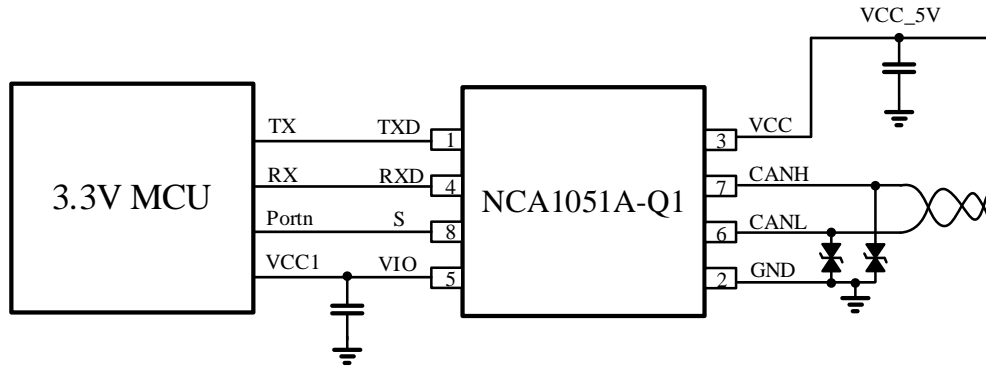 VCC_5V
TX TXD 1 3 VCC
RX RXD 4 7 CANH
3.3V MCU NCA1051A-Q1
Portn S 8 6 CANL
VCC1 VIO 5 2 GND